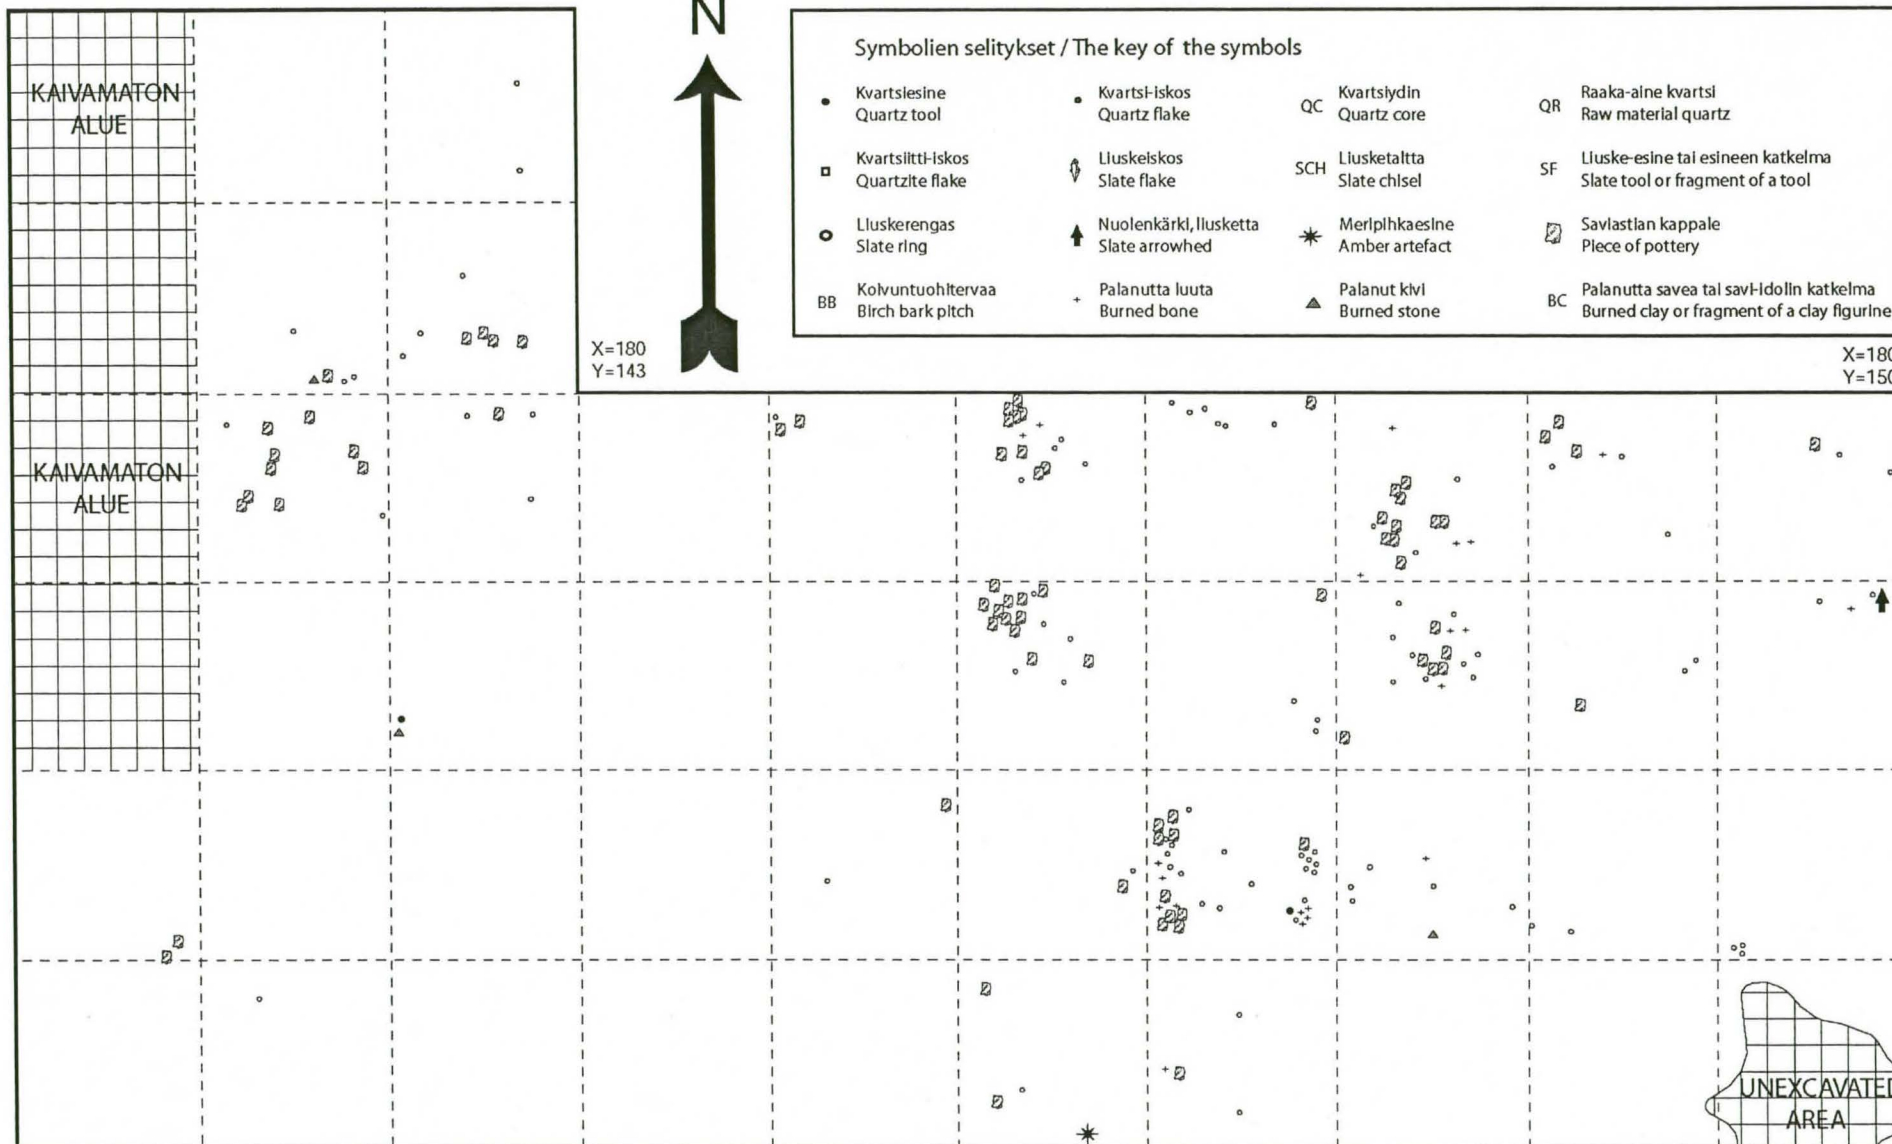 N
Symbolien selitykset / The key of the symbols
Kvartsiesine
Quartz tool
Kvartsi-iskos
Quartz flake
QC
Kvartsiydin
Quartz core
QR
Raaka-aine kvartsi
Raw material quartz
Kvartsiitti-iskos
Quartzite flake
Liuskeiskos
Slate flake
SCH
Liusketaltta
Slate chisel
SF
Liuske-esine tai esineen katkelma
Slate tool or fragment of a tool
Liuskerengas
Slate ring
Nuolenkärki, liusketta
Slate arrowhed
Meripihkaesine
Amber artefact
Saviastian kappale
Piece of pottery
BB
Koivuntuohitervaa
Birch bark pitch
Palanutta luuta
Burned bone
Palanut kivi
Burned stone
BC
Palanutta savea tai savi-idolin katkelma
Burned clay or fragment of a clay figurine
KAIVAMATON
ALUE
X=180
Y=143
X=180
Y=150
KAIVAMATON
ALUE
UNEXCAVATED
AREA